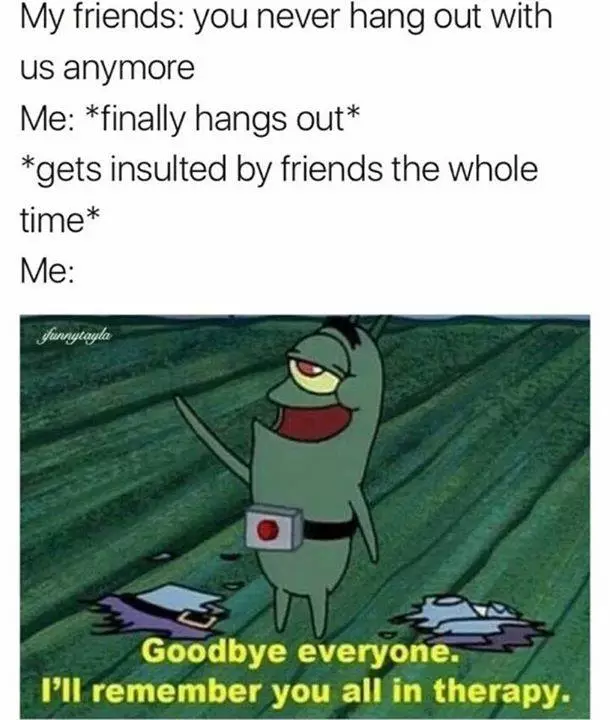 My friends: you never hang out with
us anymore
Me: *finally hangs out*
*gets insulted by friends the whole
time*
Me:
funnytayla
Goodbye everyone.
I'll remember you all in therapy.